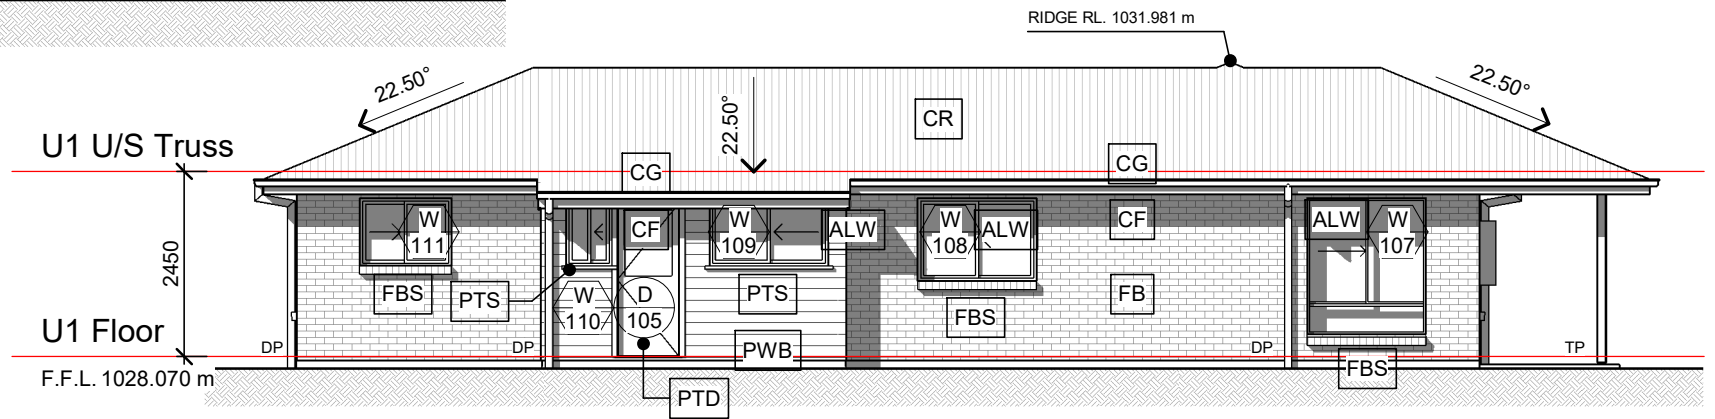 RIDGE RL. 1031.981 m
22.50°
22.50°
22.50°
CR
U1 U/S Truss
CG
CG
2450
W
111
CF
W
109
ALW
W
108
ALW
CF
ALW
W
107
FBS
PTS
W
110
D
105
PTS
FBS
FB
U1 Floor
DP
DP
PWB
DP
TP
FBS
F.F.L. 1028.070 m
PTD